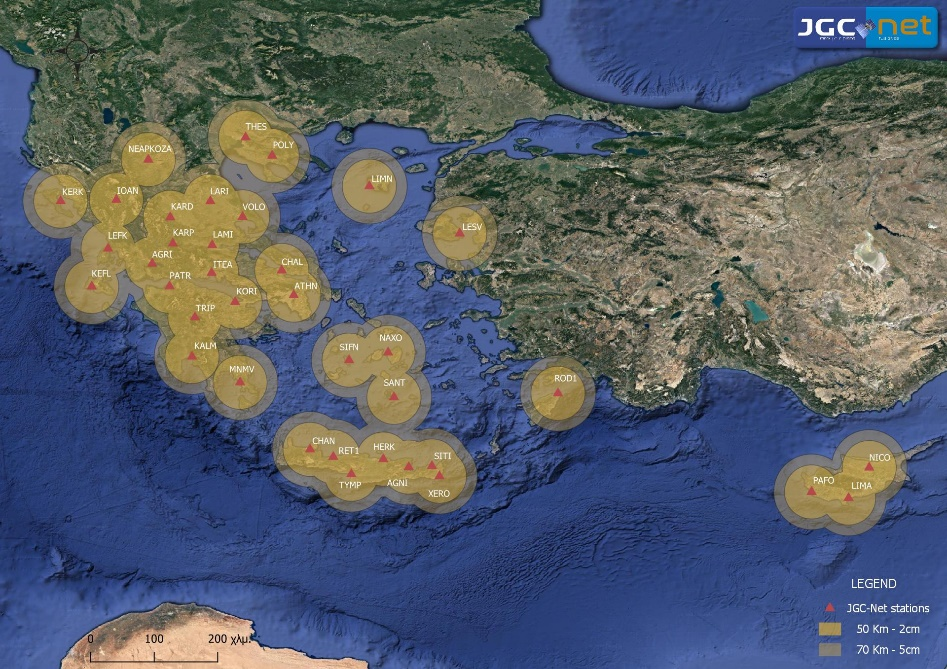 JGC net
THES
POLY
NEAPKOZA
LIMN
KERK
IOAN
LARI
KARD
VOLO
LESV
LEFK
KARP
LAMI
AGRI
ITEA
CHAL
KEFL
PATR
ATHN
KORI
TRIP
KALM
NAXO
SIFN
MNMV
SANT
ROD1
CHAN
RET1
HERK
SITI
TYMP
AGNI
XERO
NICO
PAFO
LIMA
LEGEND
JGC-Net stations
50 Km - 2cm
70 Km - 5cm
0 100 200 χλμ.